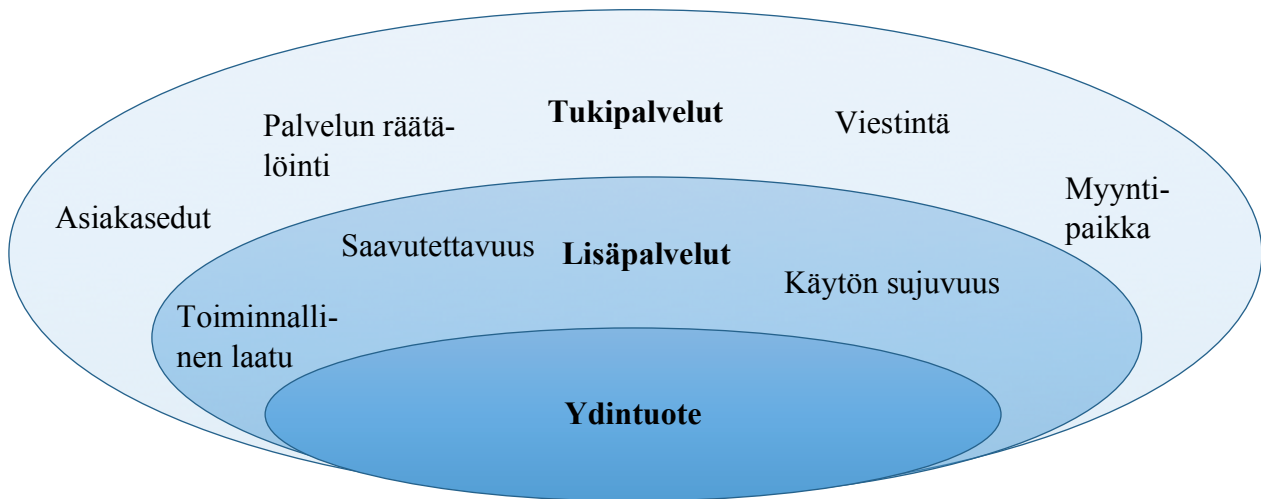 Tukipalvelut
Palvelun räätä-
löinti
Viestintä
Asiakasedut
Myynti-
paikka
Saavutettavuus
Lisäpalvelut
Käytön sujuvuus
Toiminnalli-
nen laatu
Ydintuote